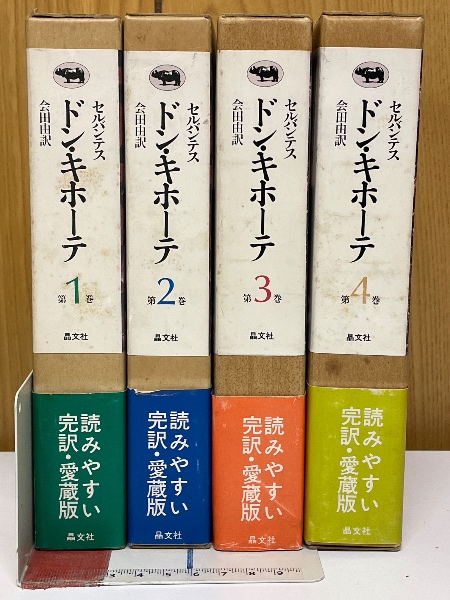 セルバンテス
ドン・キホーテ
会田由訳
第1巻
晶文社
読みやすい
完訳・愛蔵版
晶文社
セルバンテス
ドン・キホーテ
会田由訳
第2巻
晶文社
読みやすい
完訳・愛蔵版
晶文社
セルバンテス
ドン・キホーテ
会田由訳
第3巻
晶文社
読みやすい
完訳・愛蔵版
晶文社
セルバンテス
ドン・キホーテ
会田由訳
第4巻
晶文社
読みやすい
完訳・愛蔵版
晶文社